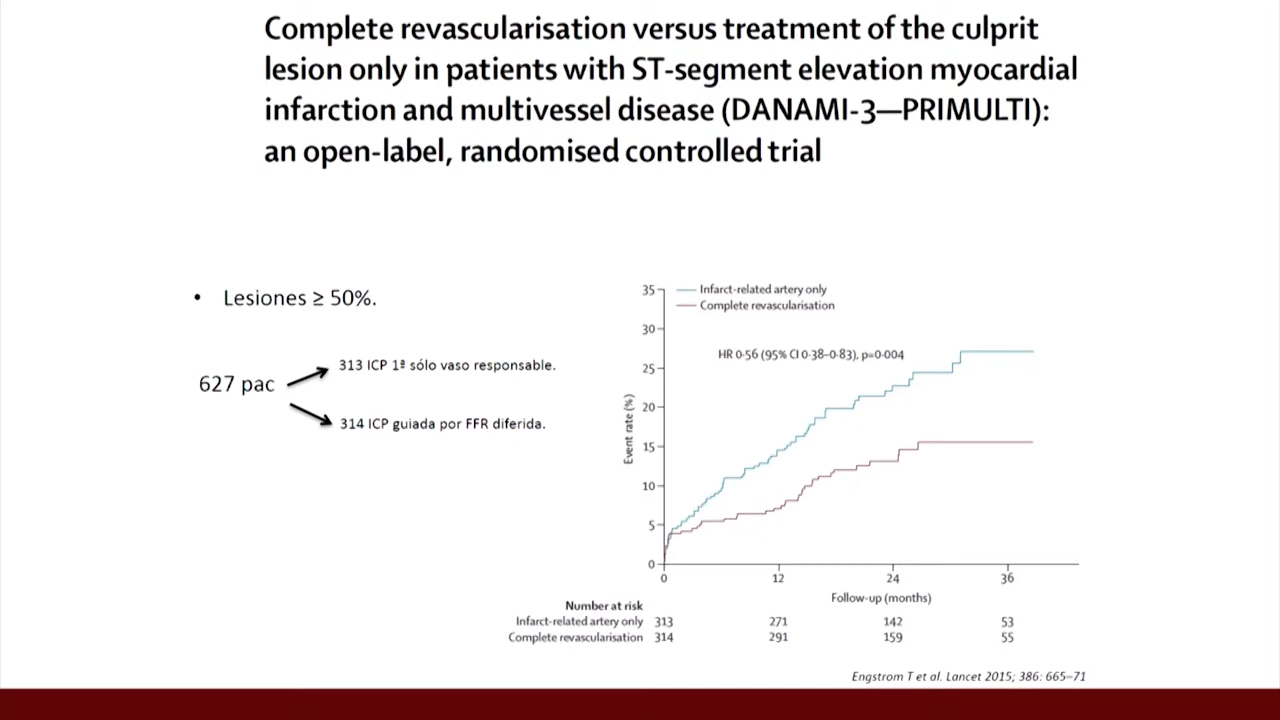 Complete revascularisation versus treatment of the culprit
lesion only in patients with ST-segment elevation myocardial
infarction and multivessel disease (DANAMI-3—PRIMULTI):
an open-label, randomised controlled trial
• Lesiones ≥ 50%.
627 pac
313 ICP 1ª sólo vaso responsable.
314 ICP guiada por FFR diferida.
Infarct-related artery only
Complete revascularisation
HR 0·56 (95% CI 0·38–0·83), p=0·004
Event rate (%)
35
30
25
20
15
10
5
0
0 12 24 36
Follow-up (months)
Number at risk
Infarct-related artery only 313 271 142 53
Complete revascularisation 314 291 159 55
Engstrom T et al. Lancet 2015; 386: 665–71